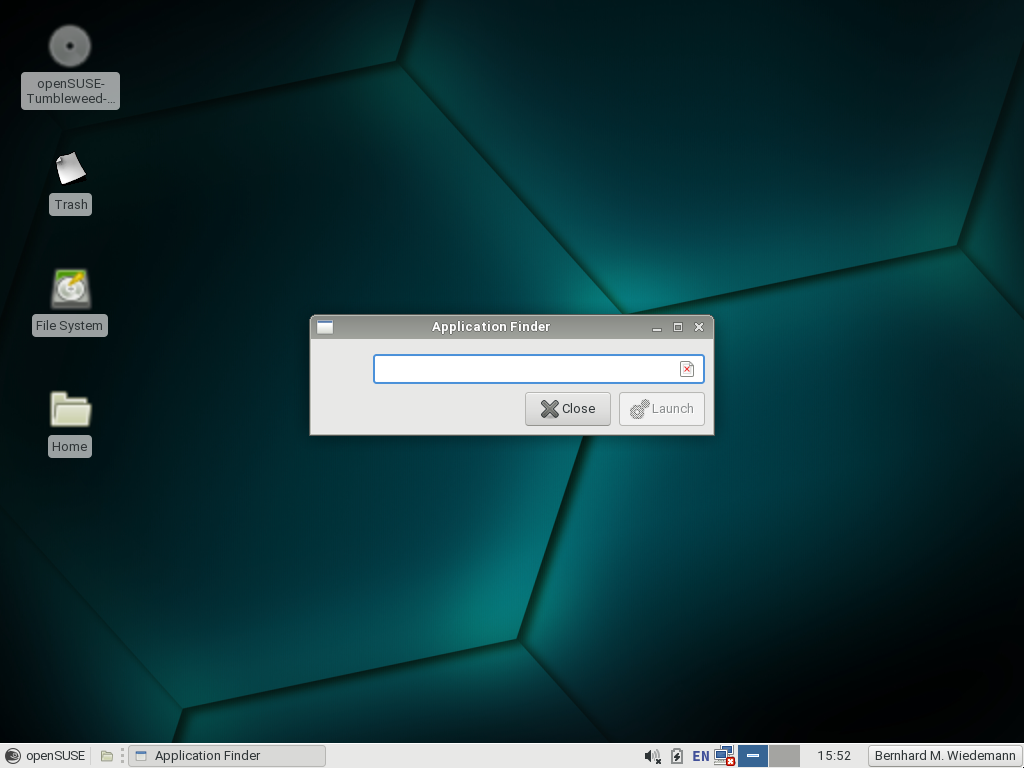 openSUSE-
Tumbleweed-...
Trash
File System
Home
Application Finder
Close
Launch
openSUSE
Application Finder
EN
15:52
Bernhard M. Wiedemann